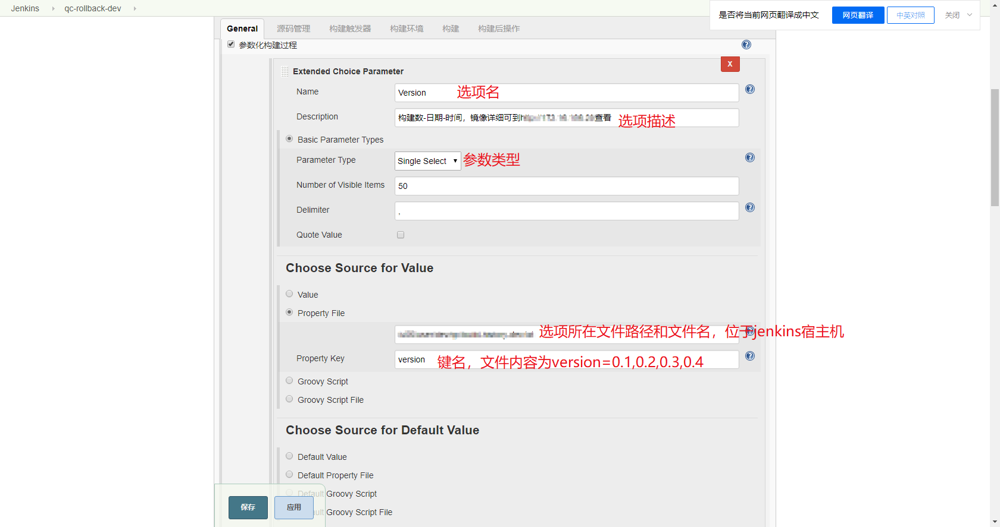 Jenkins qc-rollback-dev
是否将当前网页翻译成中文 网页翻译 中英对照 关闭
General 源码管理 构建触发器 构建环境 构建 构建后操作
参数化构建过程
X
Extended Choice Parameter
Name Version 选项名
Description 构建数-日期-时间，镜像详细可到 查看 选项描述
Basic Parameter Types
Parameter Type Single Select 参数类型
Number of Visible Items 50
Delimiter ,
Quote Value
Choose Source for Value
Value
Property File
选项所在文件路径和文件名，位于jenkins宿主机
Property Key version 键名，文件内容为version=0.1,0.2,0.3,0.4
Groovy Script
Groovy Script File
Choose Source for Default Value
Default Value
Default Property File
Default Groovy Script
Groovy Script File
保存 应用